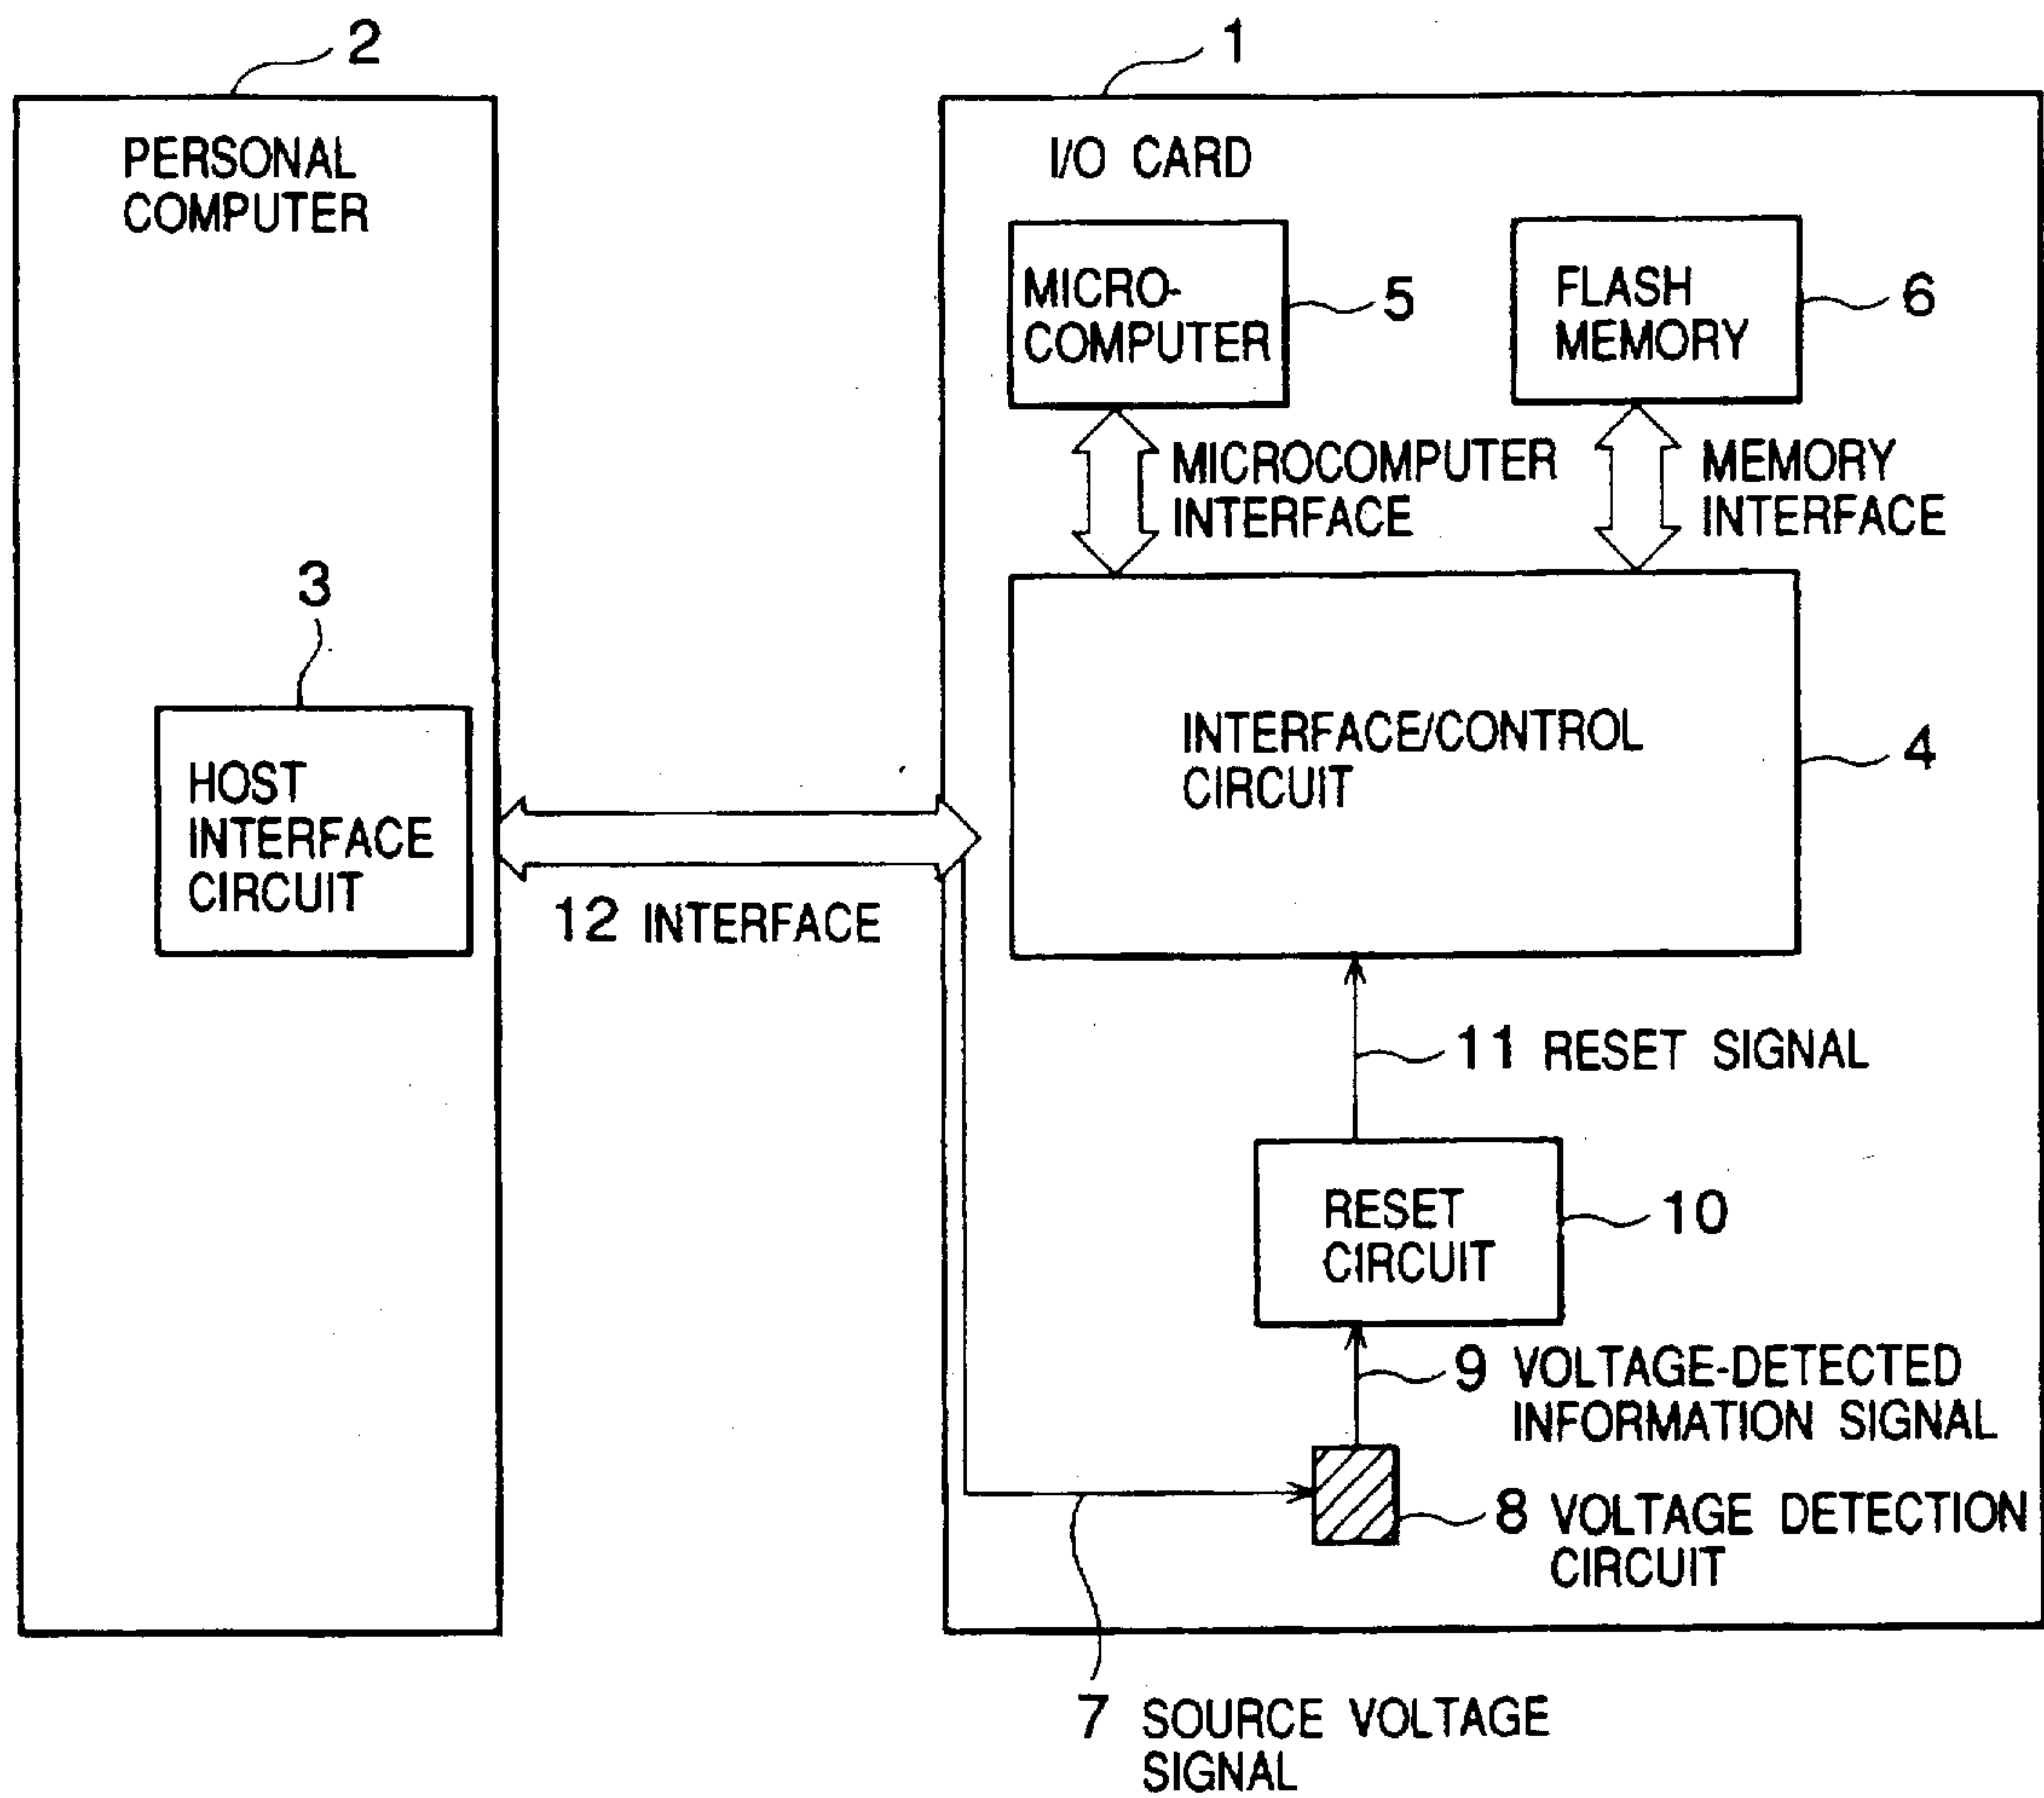 2
1
PERSONAL
COMPUTER
I/O CARD
MICRO-
COMPUTER
5
FLASH
MEMORY
6
MICROCOMPUTER
INTERFACE
MEMORY
INTERFACE
3
HOST
INTERFACE
CIRCUIT
INTERFACE/CONTROL
CIRCUIT
4
12 INTERFACE
11 RESET SIGNAL
RESET
CIRCUIT
10
9 VOLTAGE-DETECTED
INFORMATION SIGNAL
8 VOLTAGE DETECTION
CIRCUIT
7 SOURCE VOLTAGE
SIGNAL